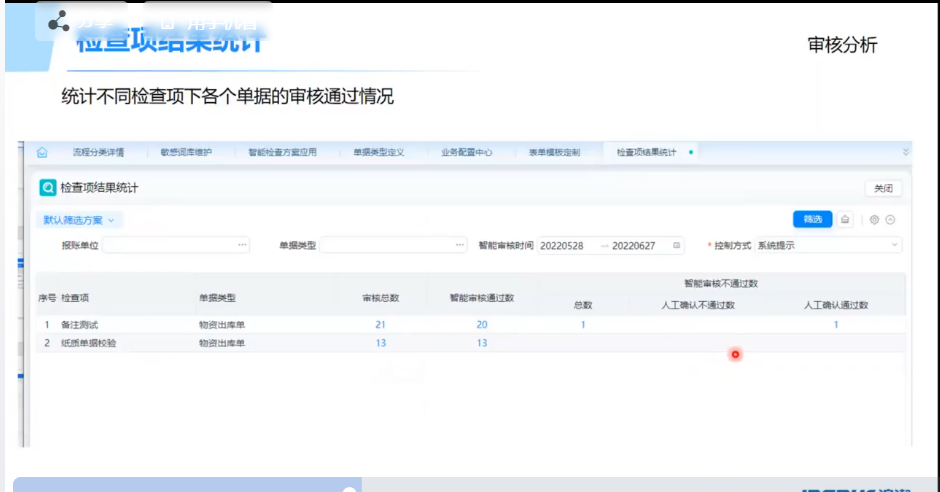 分享 用手机看
检查项结果统计
审核分析
统计不同检查项下各个单据的审核通过情况
流程分类详情 敏感词库维护 智能检查方案应用 单据类型定义 业务配置中心 表单模板定制 检查项结果统计
检查项结果统计 关闭
默认筛选方案 筛选
报账单位 单据类型 智能审核时间 20220528 20220627 * 控制方式 系统提示
智能审核不通过数
序号 检查项 单据类型 审核总数 智能审核通过数 总数 人工确认不通过数 人工确认通过数
1 备注测试 物资出库单 21 20 1 1
2 纸质单据校验 物资出库单 13 13